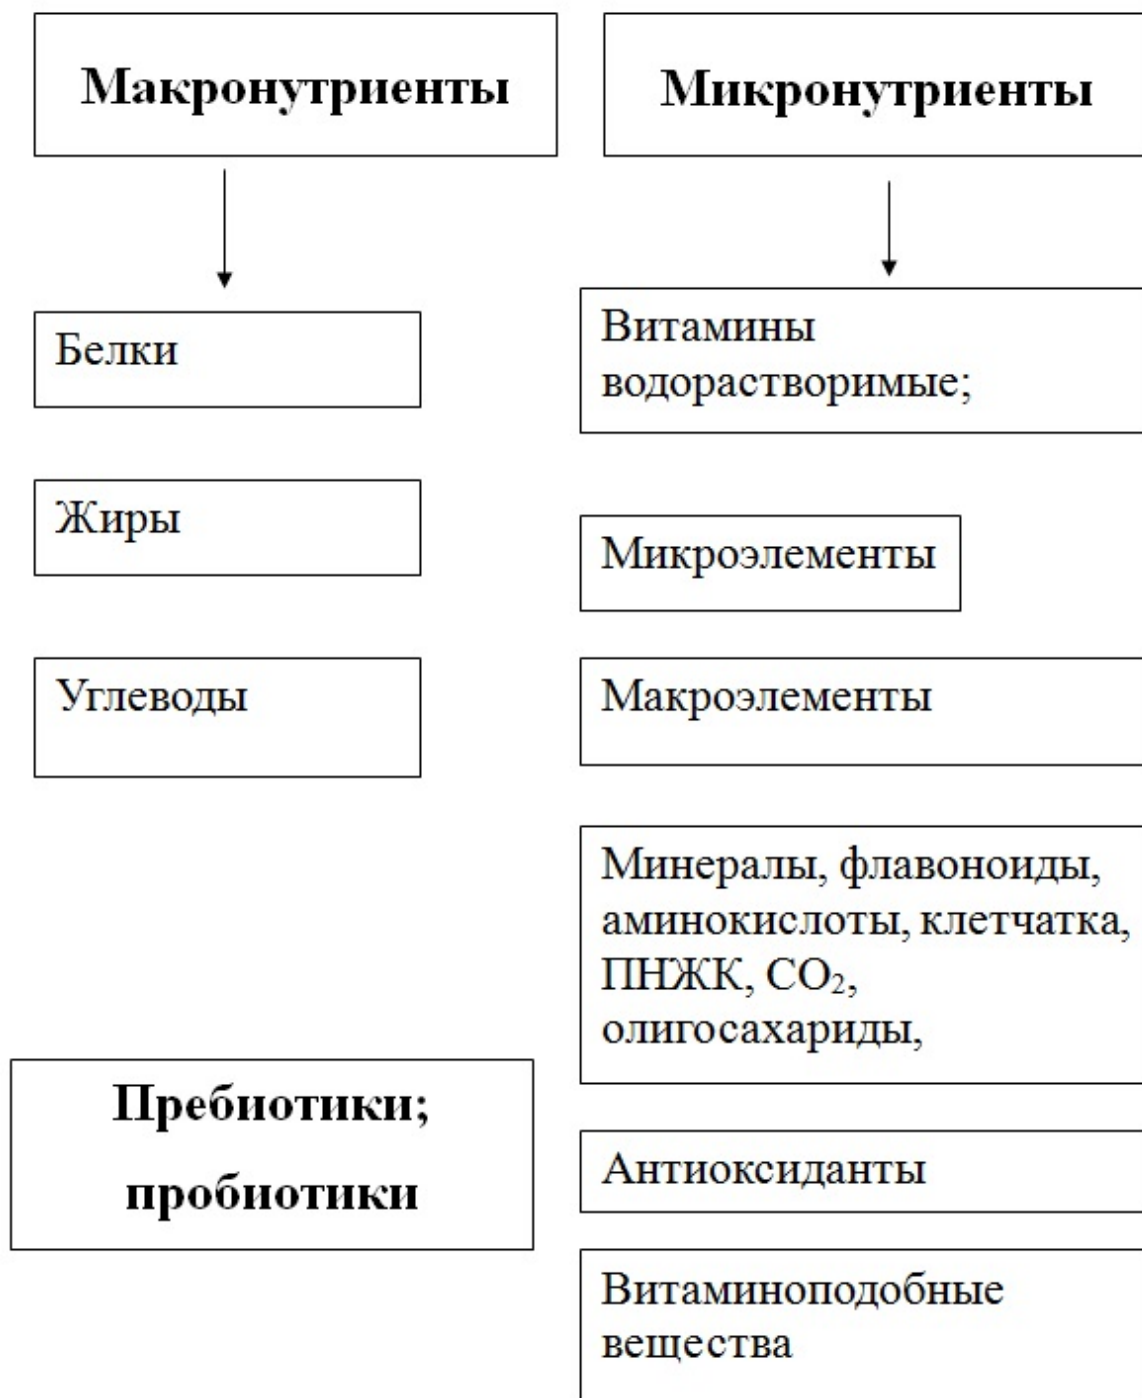 Макронутриенты
Белки
Жиры
Углеводы
Пребиотики;
пробиотики
Микронутриенты
Витамины
водорастворимые;
Микроэлементы
Макроэлементы
Минералы, флавоноиды,
аминокислоты, клетчатка,
ПНЖК, CO₂,
олигосахариды,
Антиоксиданты
Витаминоподобные
вещества